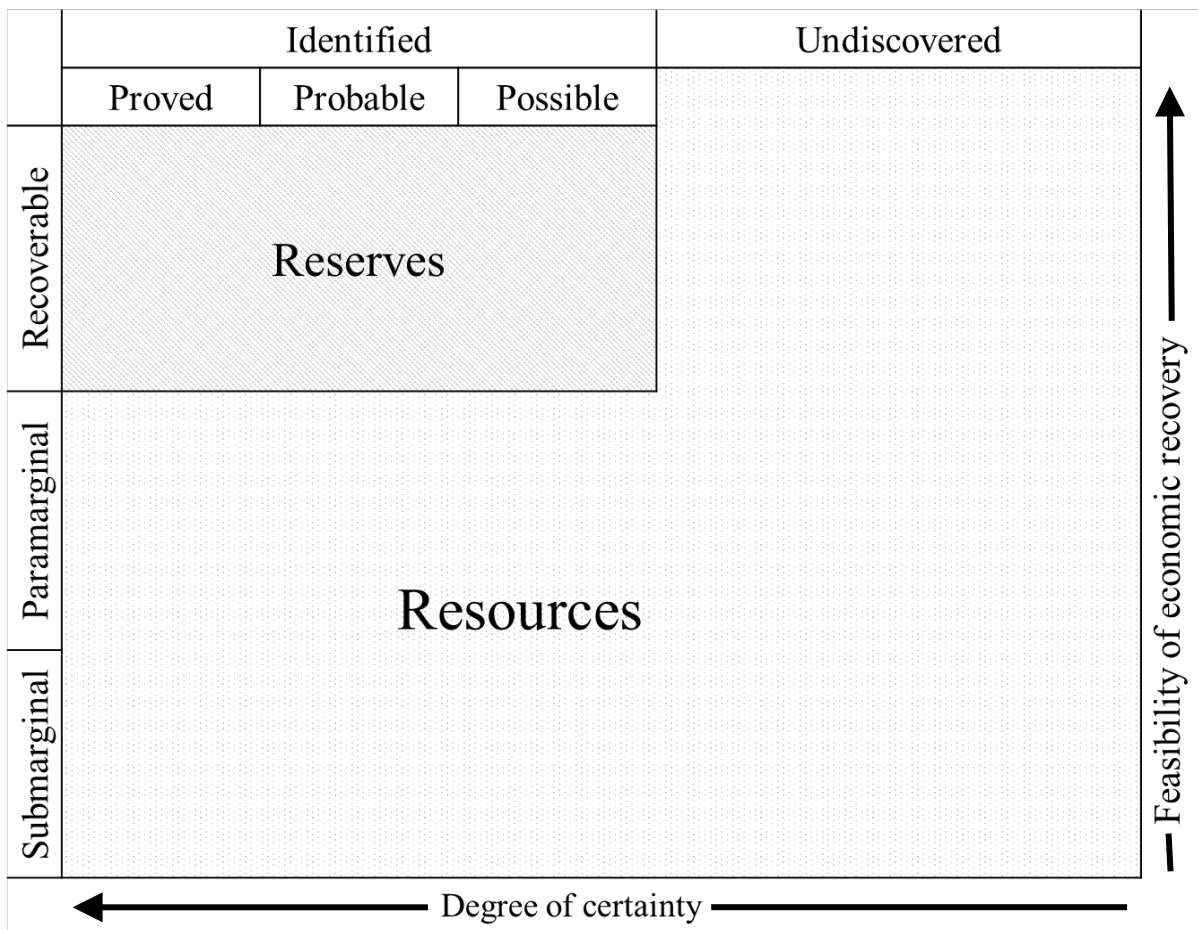 Identified
Undiscovered
Proved
Probable
Possible
Recoverable
Reserves
Paramarginal
Resources
Submarginal
Feasibility of economic recovery
Degree of certainty